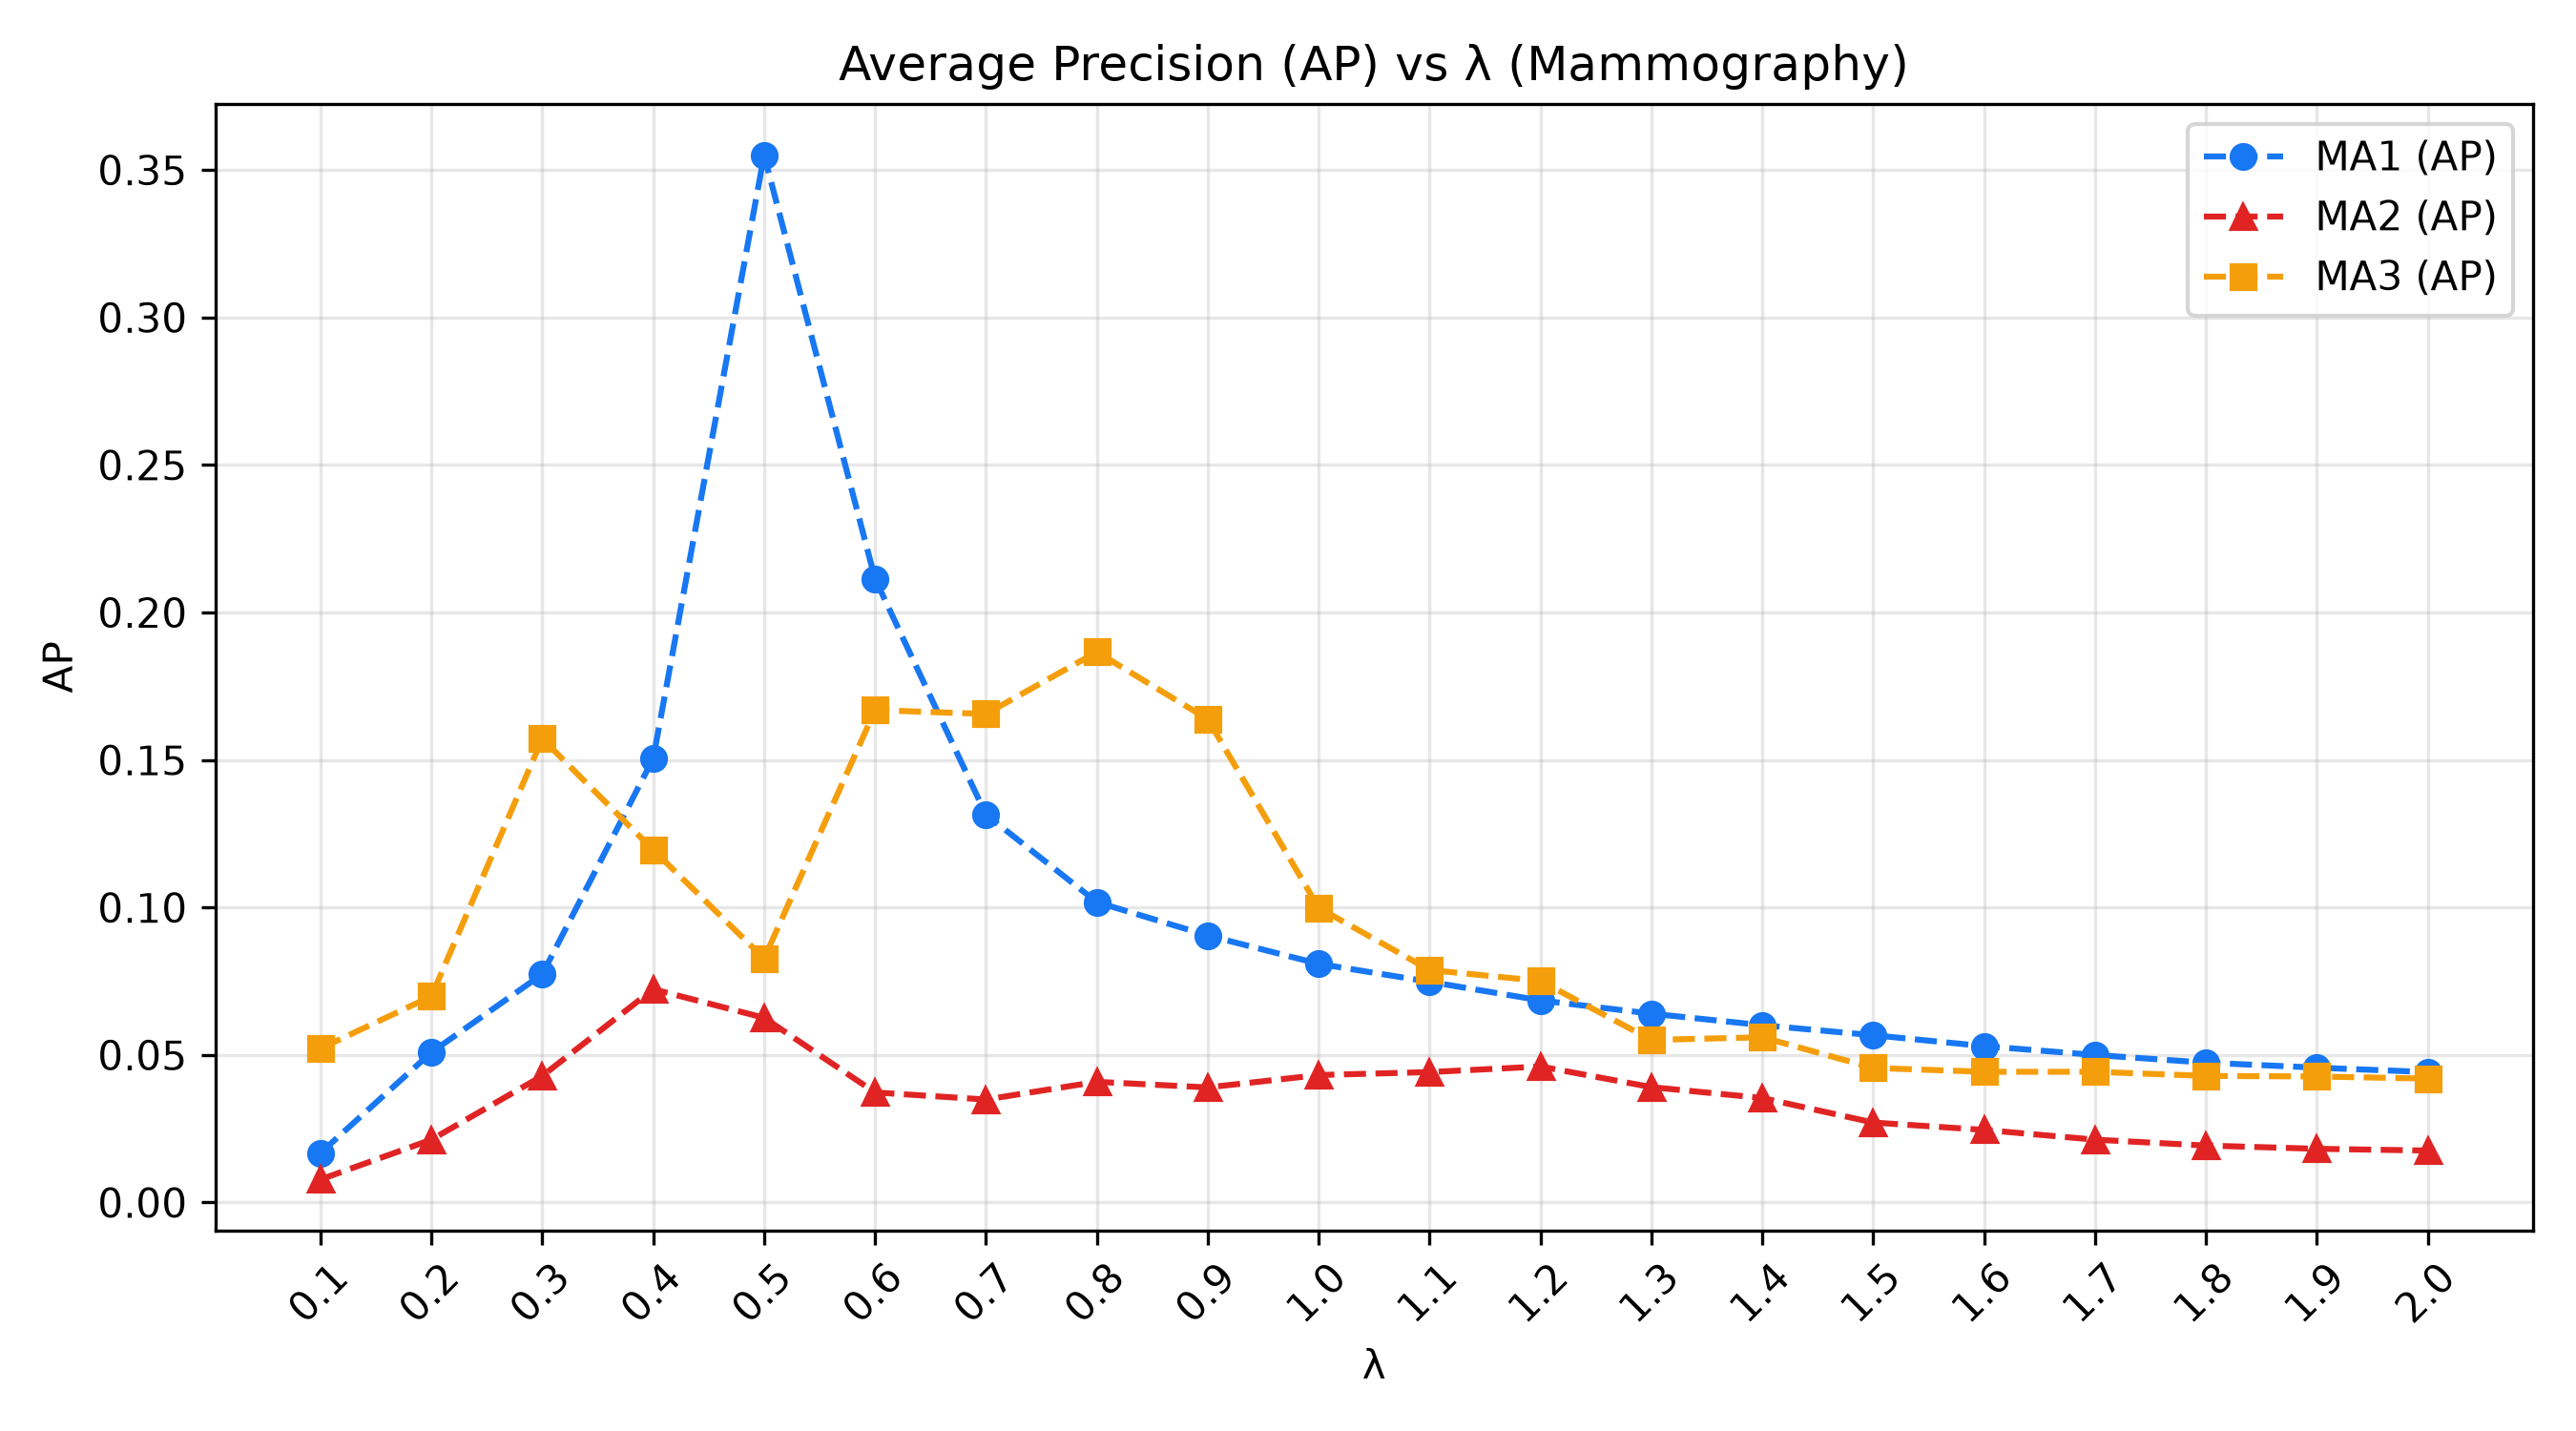 Average Precision (AP) vs λ (Mammography)
MA1 (AP)
MA2 (AP)
MA3 (AP)
AP
0.35
0.30
0.25
0.20
0.15
0.10
0.05
0.00
0.1 0.2 0.3 0.4 0.5 0.6 0.7 0.8 0.9 1.0 1.1 1.2 1.3 1.4 1.5 1.6 1.7 1.8 1.9 2.0
λ